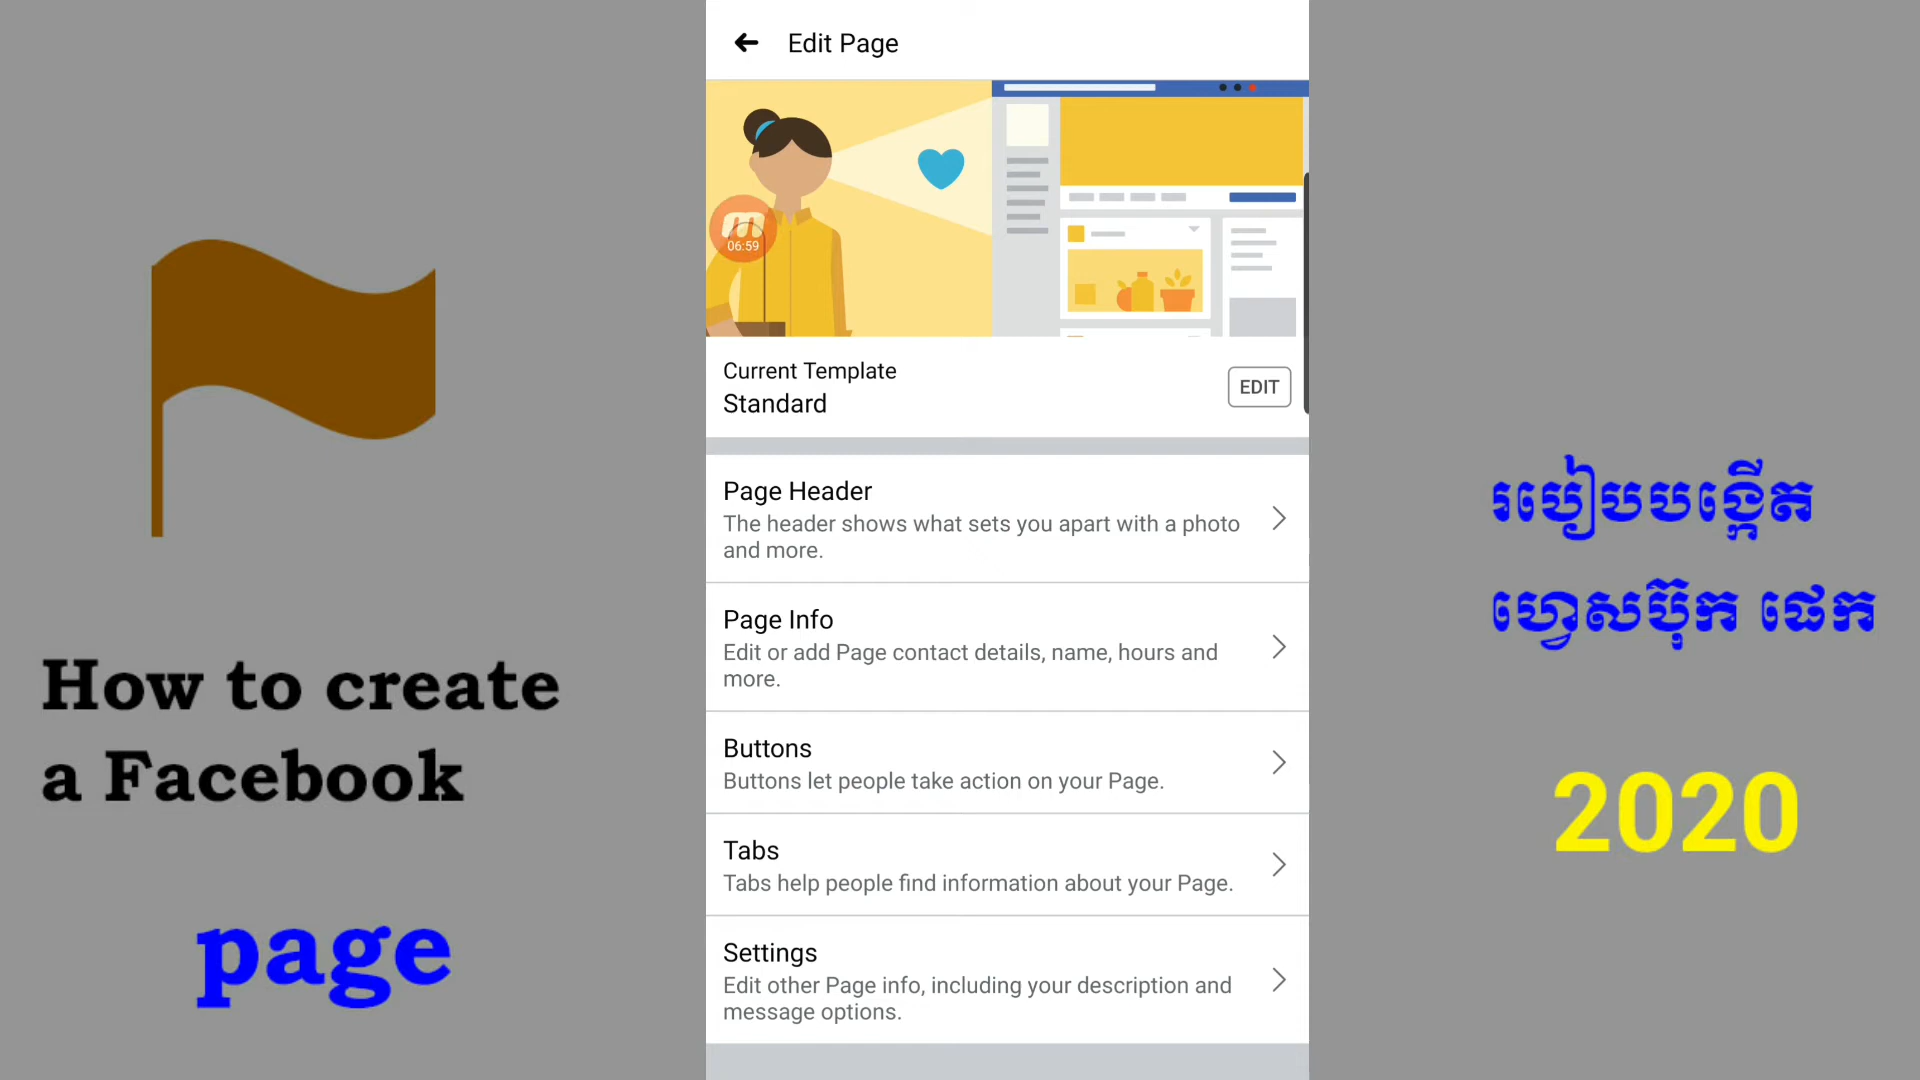 Edit Page
06:59
Current Template
Standard
EDIT
Page Header
The header shows what sets you apart with a photo
and more.
Page Info
Edit or add Page contact details, name, hours and
more.
Buttons
Buttons let people take action on your Page.
Tabs
Tabs help people find information about your Page.
Settings
Edit other Page info, including your description and
message options.
How to create
a Facebook
page
របៀបបង្កើត
ហ្វេសប៊ុក ផេក
2020